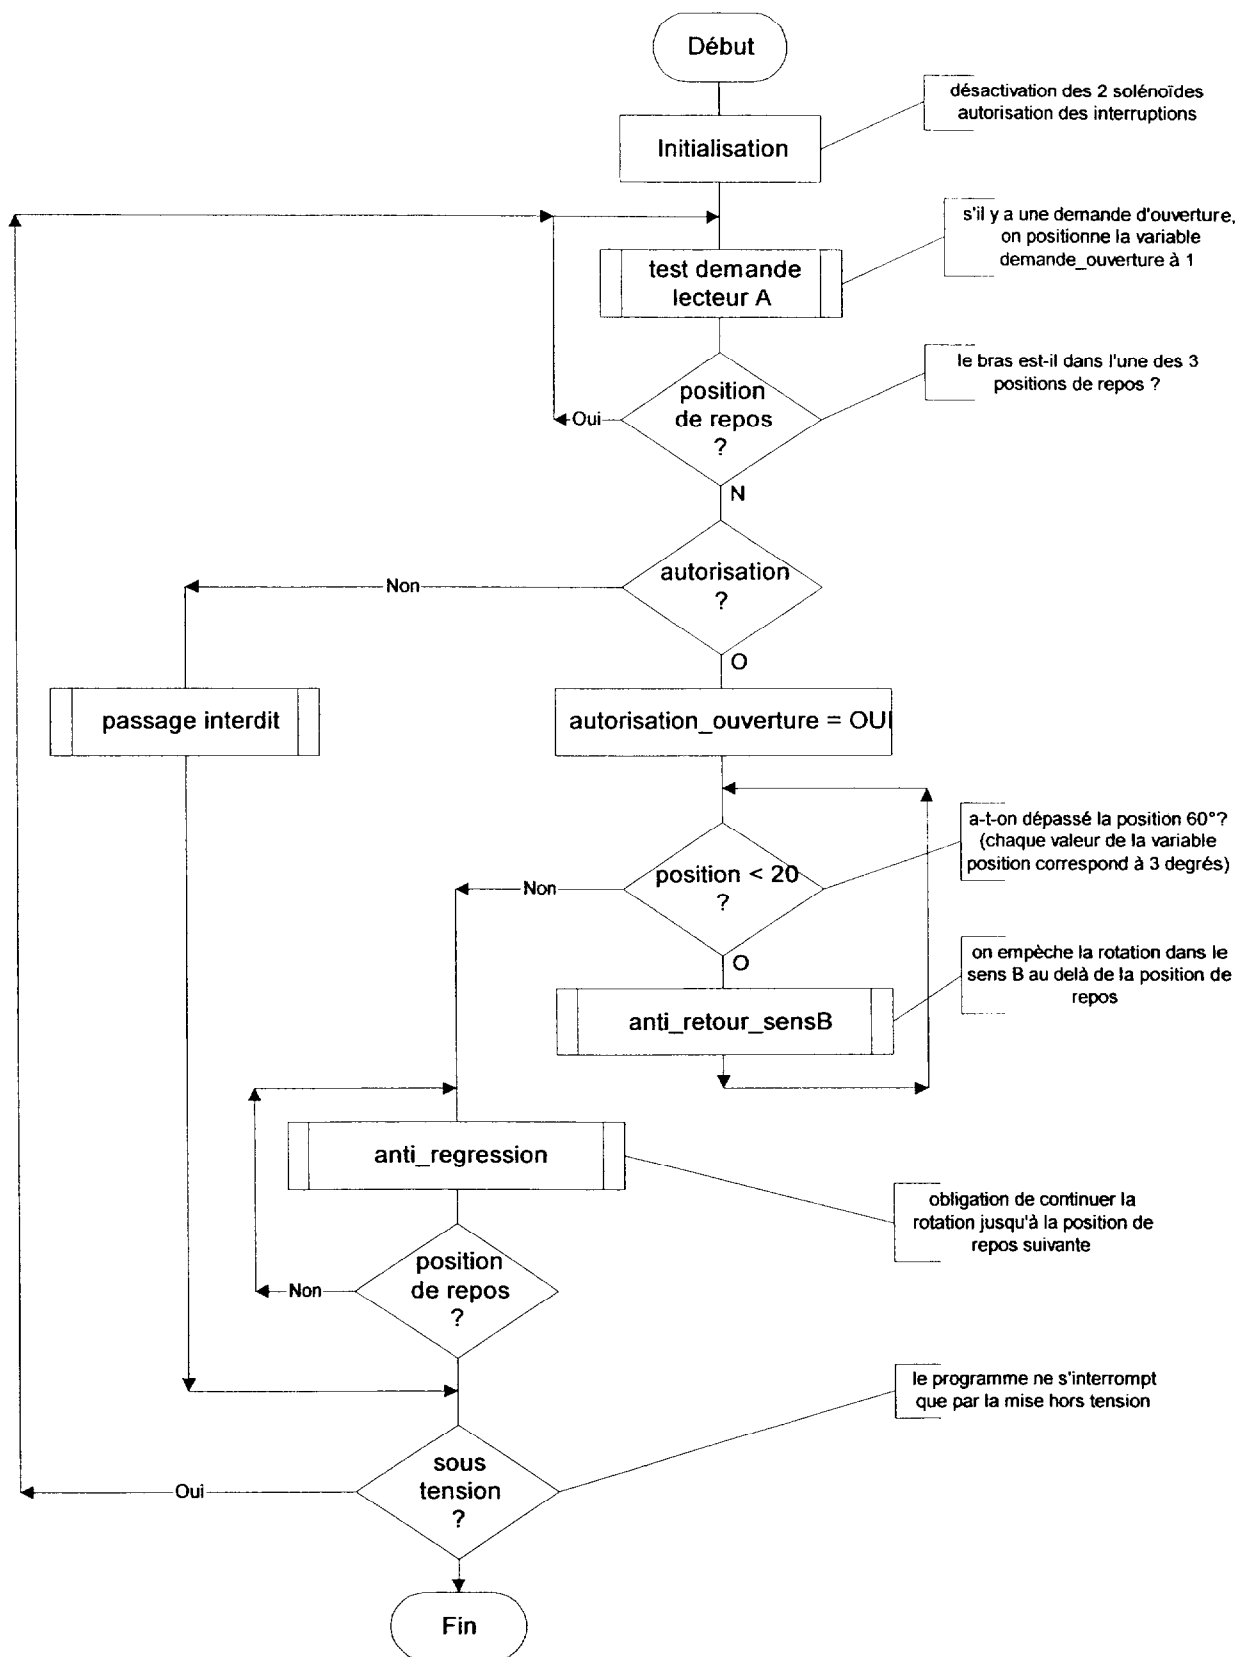 Début
désactivation des 2 solénoïdes
autorisation des interruptions
Initialisation
s'il y a une demande d'ouverture,
on positionne la variable
demande_ouverture à 1
test demande
lecteur A
le bras est-il dans l'une des 3
positions de repos ?
position
de repos
?
Oui
N
autorisation
?
Non
O
passage interdit
autorisation_ouverture = OUI
a-t-on dépassé la position 60°?
(chaque valeur de la variable
position correspond à 3 degrés)
position < 20
?
Non
O
on empèche la rotation dans le
sens B au delà de la position de
repos
anti_retour_sensB
anti_regression
obligation de continuer la
rotation jusqu'à la position de
repos suivante
position
de repos
?
Non
le programme ne s'interrompt
que par la mise hors tension
sous
tension
?
Oui
Fin